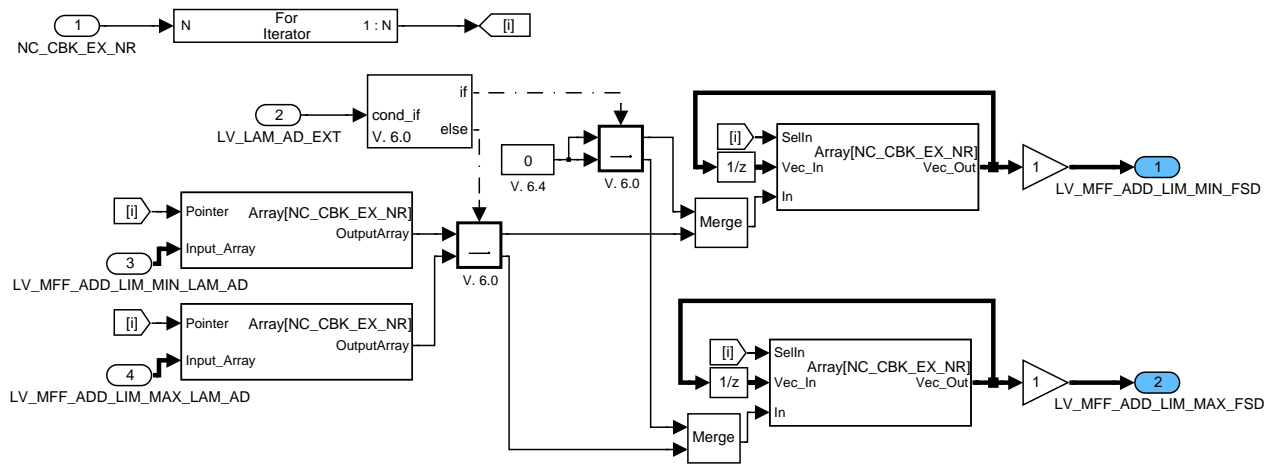 1
N
For
Iterator
1 : N
[i]
NC_CBK_EX_NR
2
LV_LAM_AD_EXT
if
cond_if
else
V. 6.0
0
V. 6.4
V. 6.0
[i]
SelIn
Array[NC_CBK_EX_NR]
1/z
Vec_In
Vec_Out
In
1
1
LV_MFF_ADD_LIM_MIN_FSD
Merge
[i]
Pointer
Array[NC_CBK_EX_NR]
OutputArray
3
Input_Array
LV_MFF_ADD_LIM_MIN_LAM_AD
V. 6.0
[i]
Pointer
Array[NC_CBK_EX_NR]
OutputArray
4
Input_Array
LV_MFF_ADD_LIM_MAX_LAM_AD
[i]
SelIn
Array[NC_CBK_EX_NR]
1/z
Vec_In
Vec_Out
In
1
2
LV_MFF_ADD_LIM_MAX_FSD
Merge